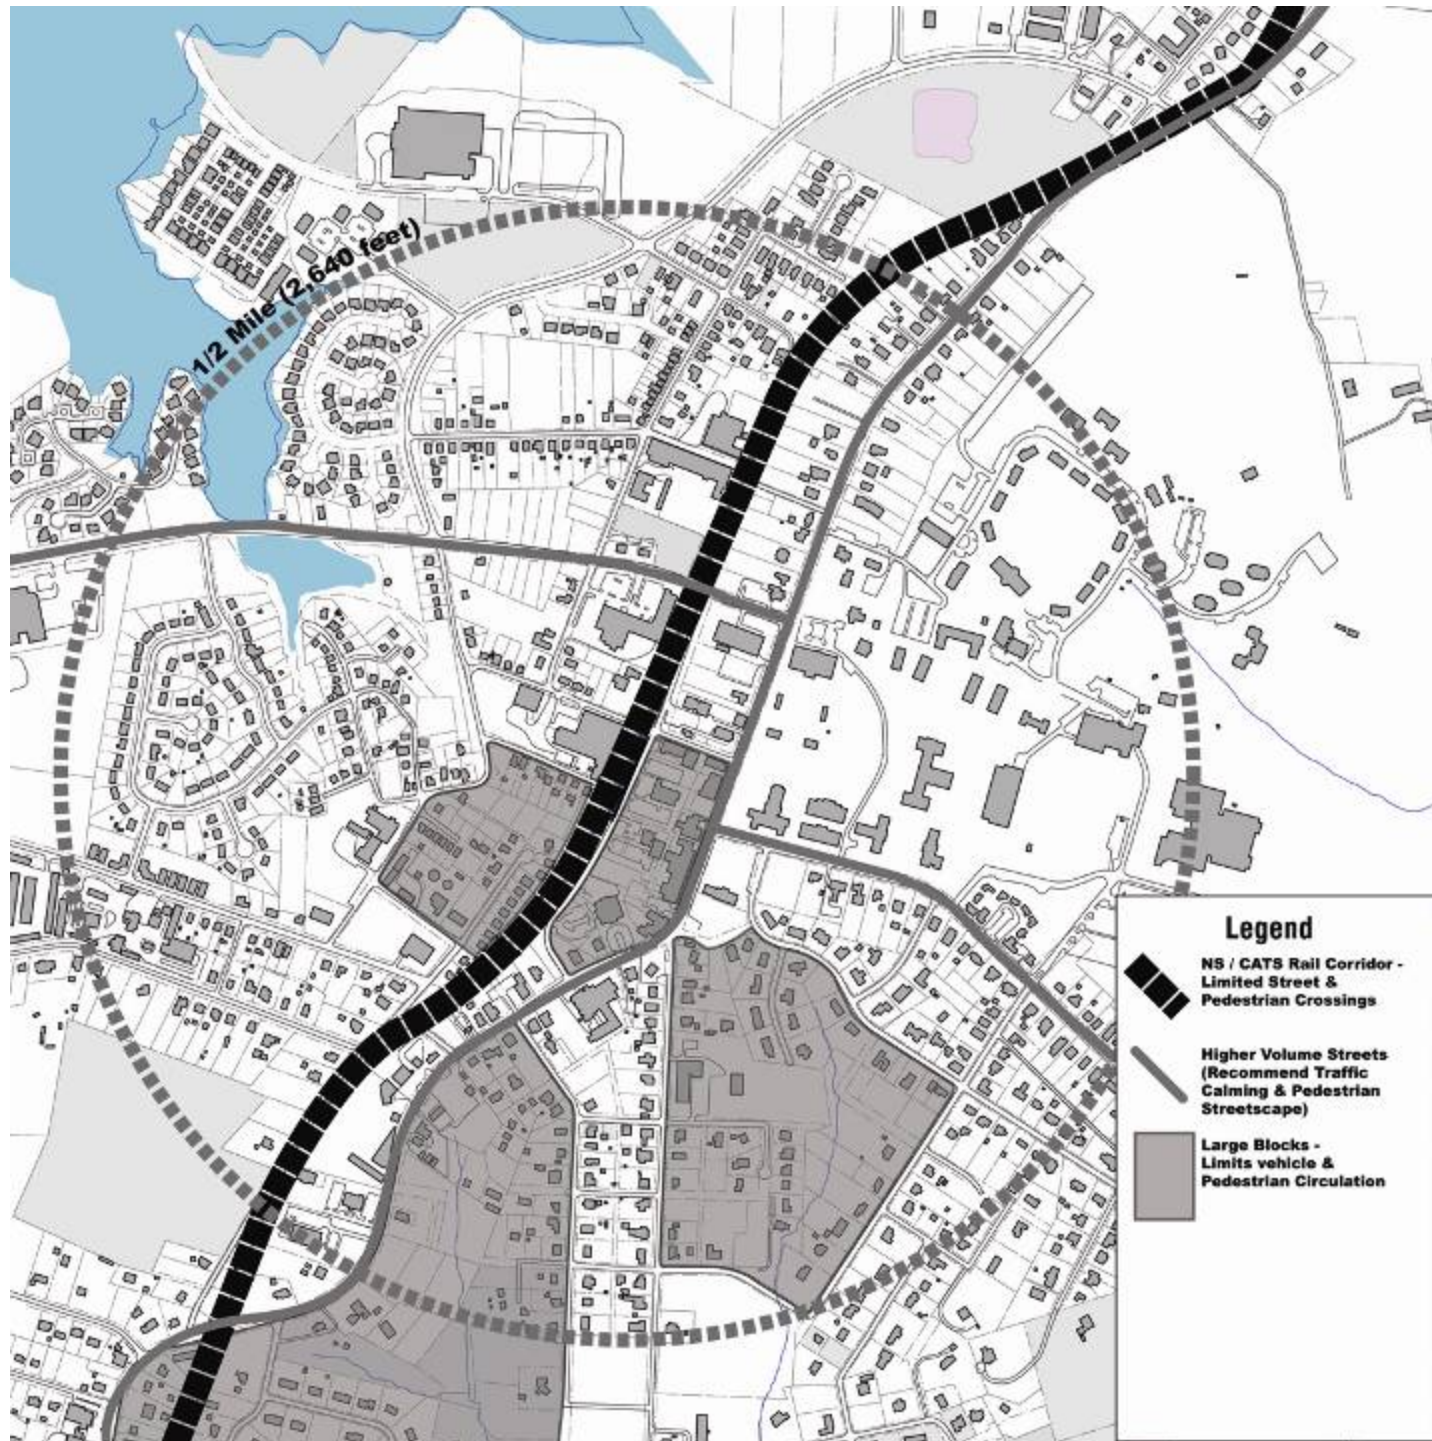 1/2 Mile (2,640 feet)
Legend
NS / CATS Rail Corridor -
Limited Street &
Pedestrian Crossings
Higher Volume Streets
(Recommend Traffic
Calming & Pedestrian
Streetscape)
Large Blocks -
Limits vehicle &
Pedestrian Circulation